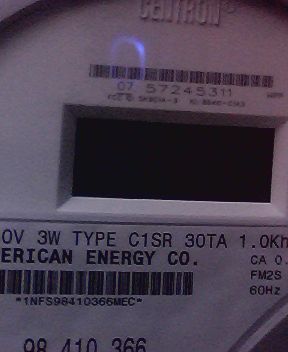 CENTRON
07 57245311
0V 3W TYPE C1SR 30TA 1.0Kh
ERICAN ENERGY CO. CA 0.
FM2S
*1NFS98410366MEC* 60Hz
98 410 366